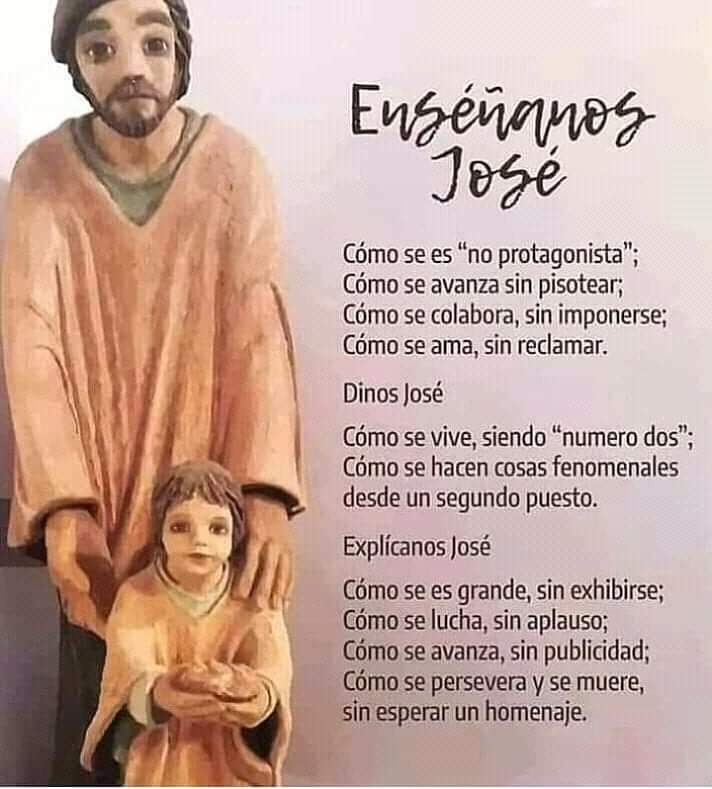 Enséñanos
José
Cómo se es “no protagonista”;
Cómo se avanza sin pisotear;
Cómo se colabora, sin imponerse;
Cómo se ama, sin reclamar.
Dinos José
Cómo se vive, siendo “numero dos”;
Cómo se hacen cosas fenomenales
desde un segundo puesto.
Explícanos José
Cómo se es grande, sin exhibirse;
Cómo se lucha, sin aplauso;
Cómo se avanza, sin publicidad;
Cómo se persevera y se muere,
sin esperar un homenaje.